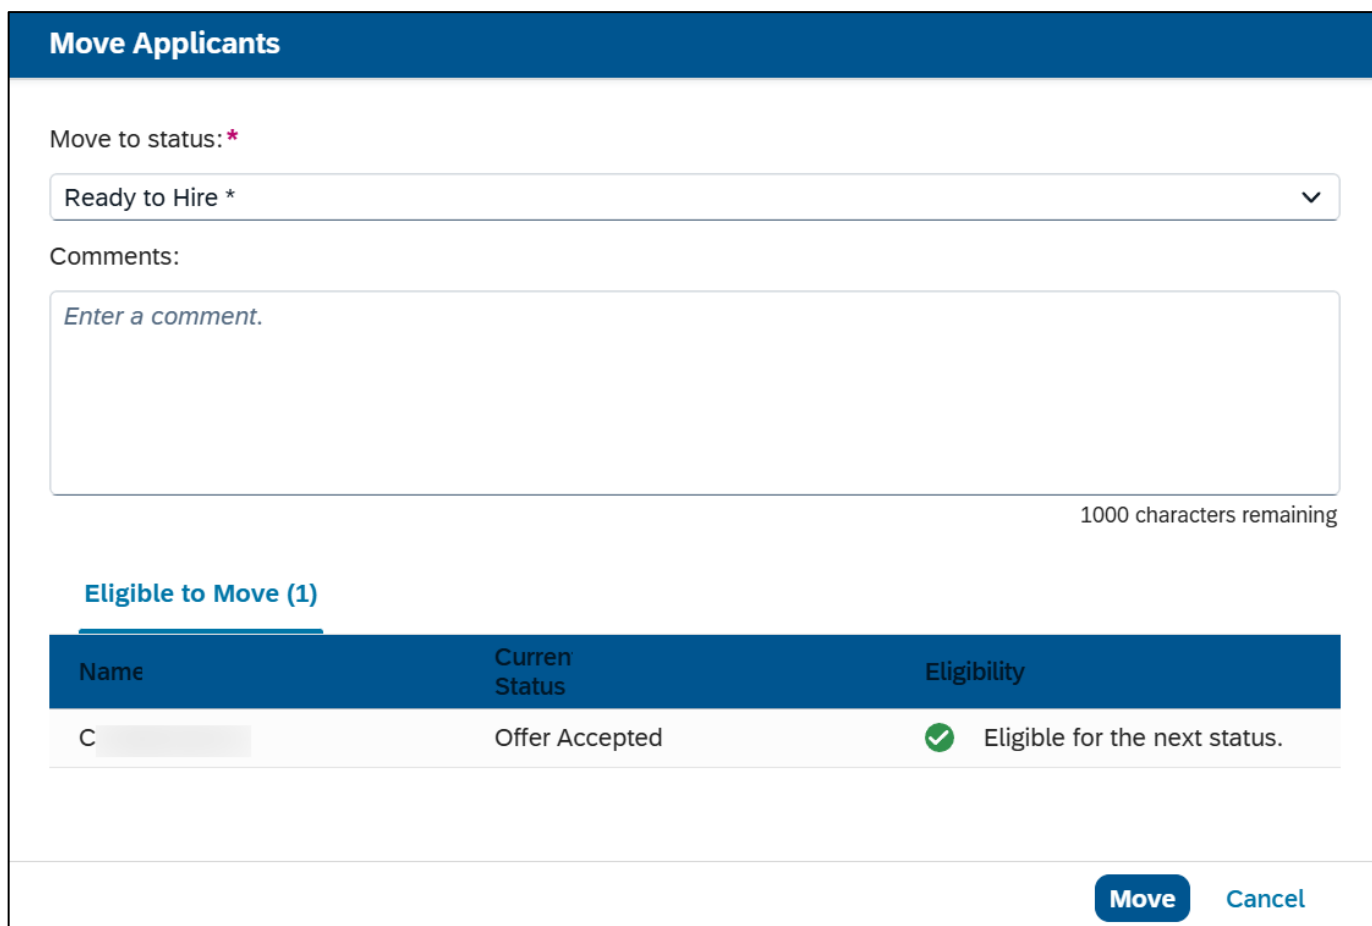 Move Applicants
Move to status:*
Ready to Hire *
Comments:
Enter a comment.
1000 characters remaining
Eligible to Move (1)
Name Curren Status Eligibility
C Offer Accepted Eligible for the next status.
Move Cancel